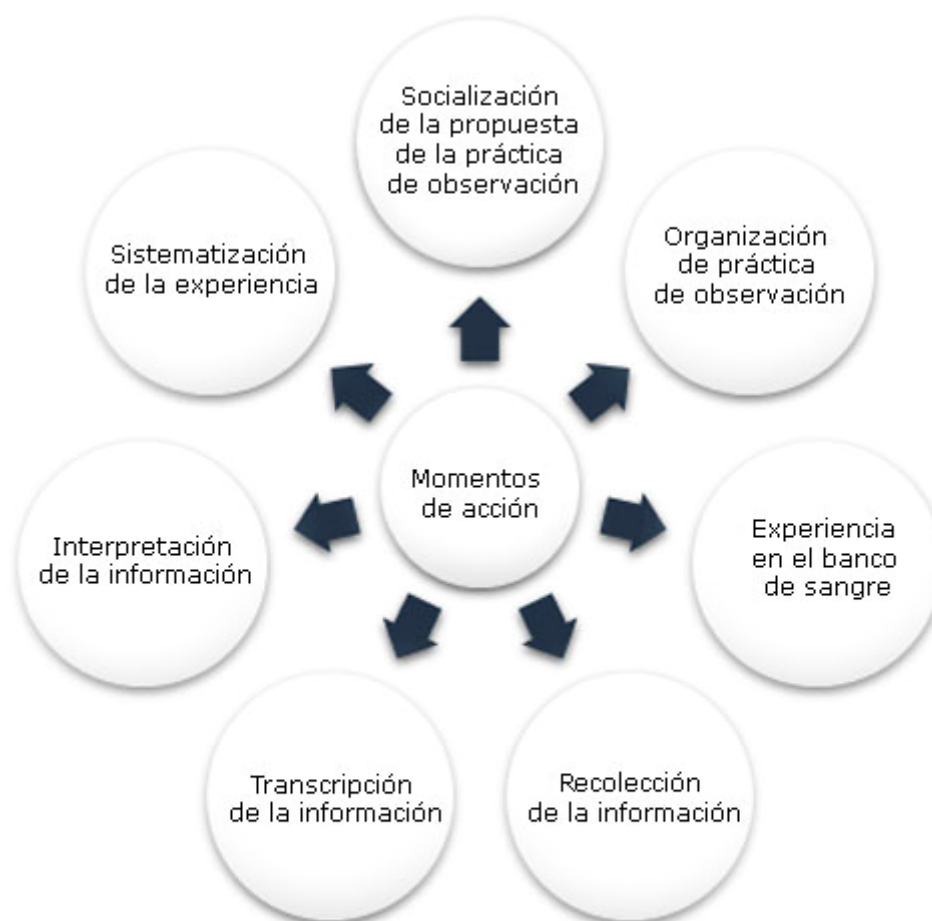 Socialización
de la propuesta
de la práctica
de observación
Organización
de práctica
de observación
Experiencia
en el banco
de sangre
Recolección
de la información
Transcripción
de la información
Interpretación
de la información
Sistematización
de la experiencia
Momentos
de acción